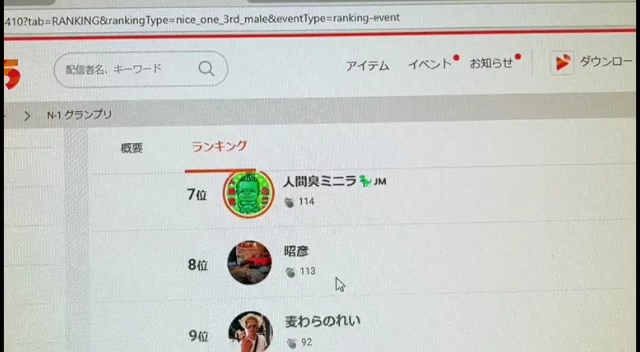 410?tab=RANKING&rankingType=nice_one_3rd_male&eventType=ranking-event
配信者名、キーワード
アイテム
イベント
お知らせ
ダウンロー
N-1 グランプリ
概要
ランキング
7位
人間臭ミニラ🦖JM
114
8位
昭彦
113
9位
麦わらのれい
92